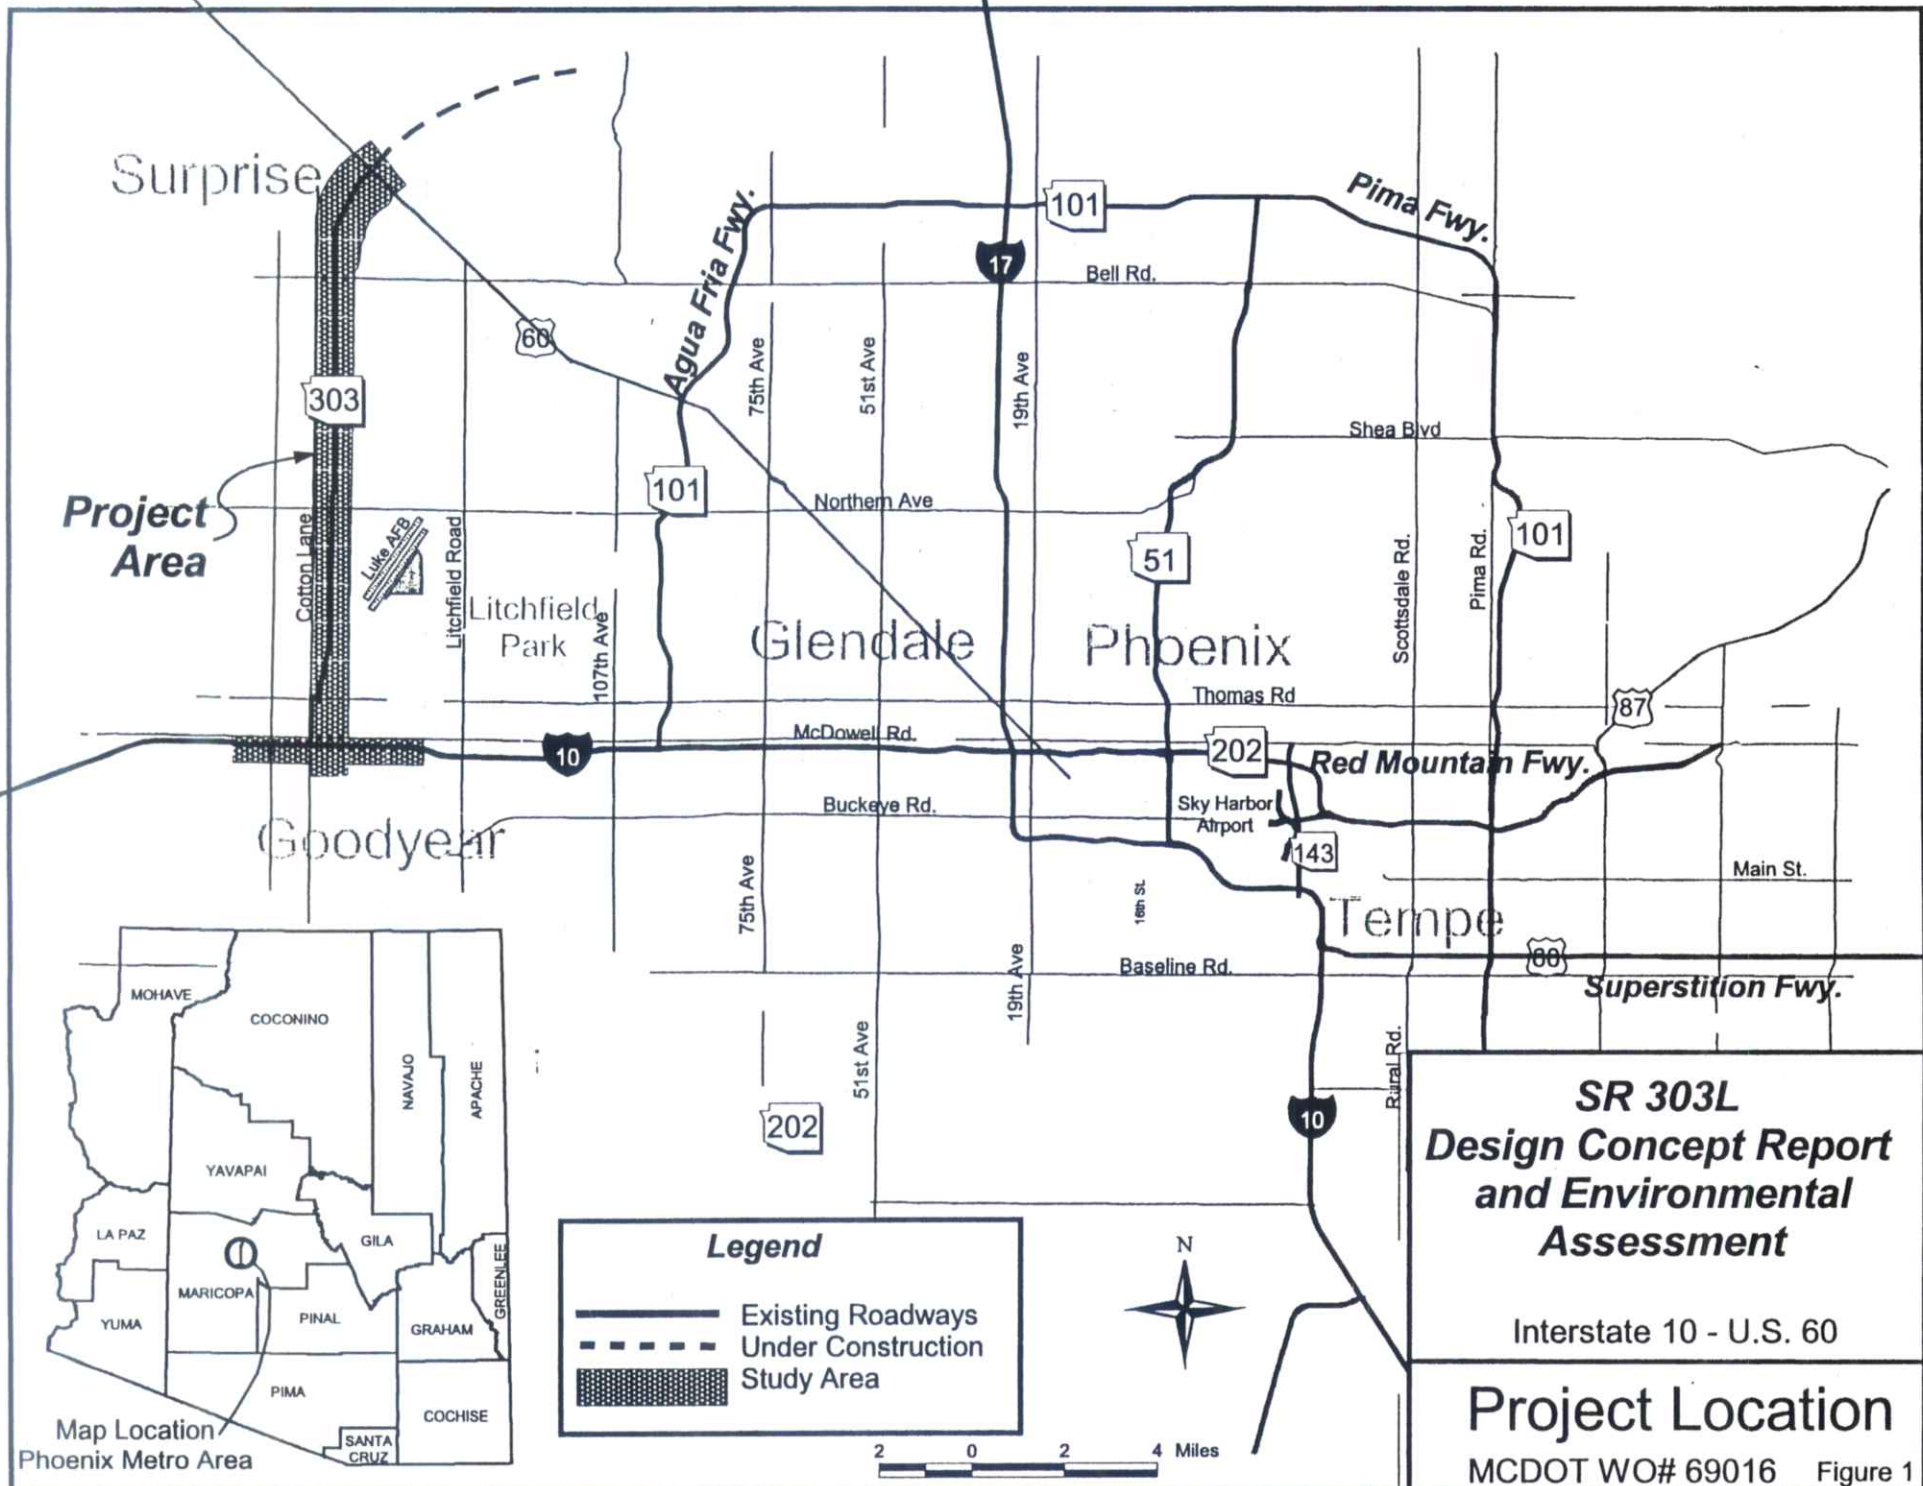 Surprise
101
Pima Fwy.
Agua Fria Fwy.
17
Bell Rd.
60
75th Ave
51st Ave
19th Ave
303
Shea Blvd
101
Northern Ave
Project
Area
Cotton Lane
Luke AFB
Litchfield Road
Litchfield
Park
107th Ave
Glendale
51
Phoenix
Scottsdale Rd.
Pima Rd.
101
Thomas Rd
87
McDowell Rd.
10
202
Red Mountain Fwy.
Buckeye Rd.
Sky Harbor
Airport
143
Goodyear
75th Ave
16th St.
Main St.
Tempe
60
Baseline Rd.
19th Ave
Superstition Fwy.
51st Ave
Rural Rd.
202
10
MOHAVE
COCONINO
NAVAJO
APACHE
YAVAPAI
LA PAZ
GILA
GREENLEE
MARICOPA
YUMA
PINAL
GRAHAM
PIMA
COCHISE
SANTA
CRUZ
Map Location
Phoenix Metro Area
Legend
Existing Roadways
Under Construction
Study Area
N
2 0 2 4 Miles
SR 303L
Design Concept Report
and Environmental
Assessment
Interstate 10 - U.S. 60
Project Location
MCDOT WO# 69016 Figure 1